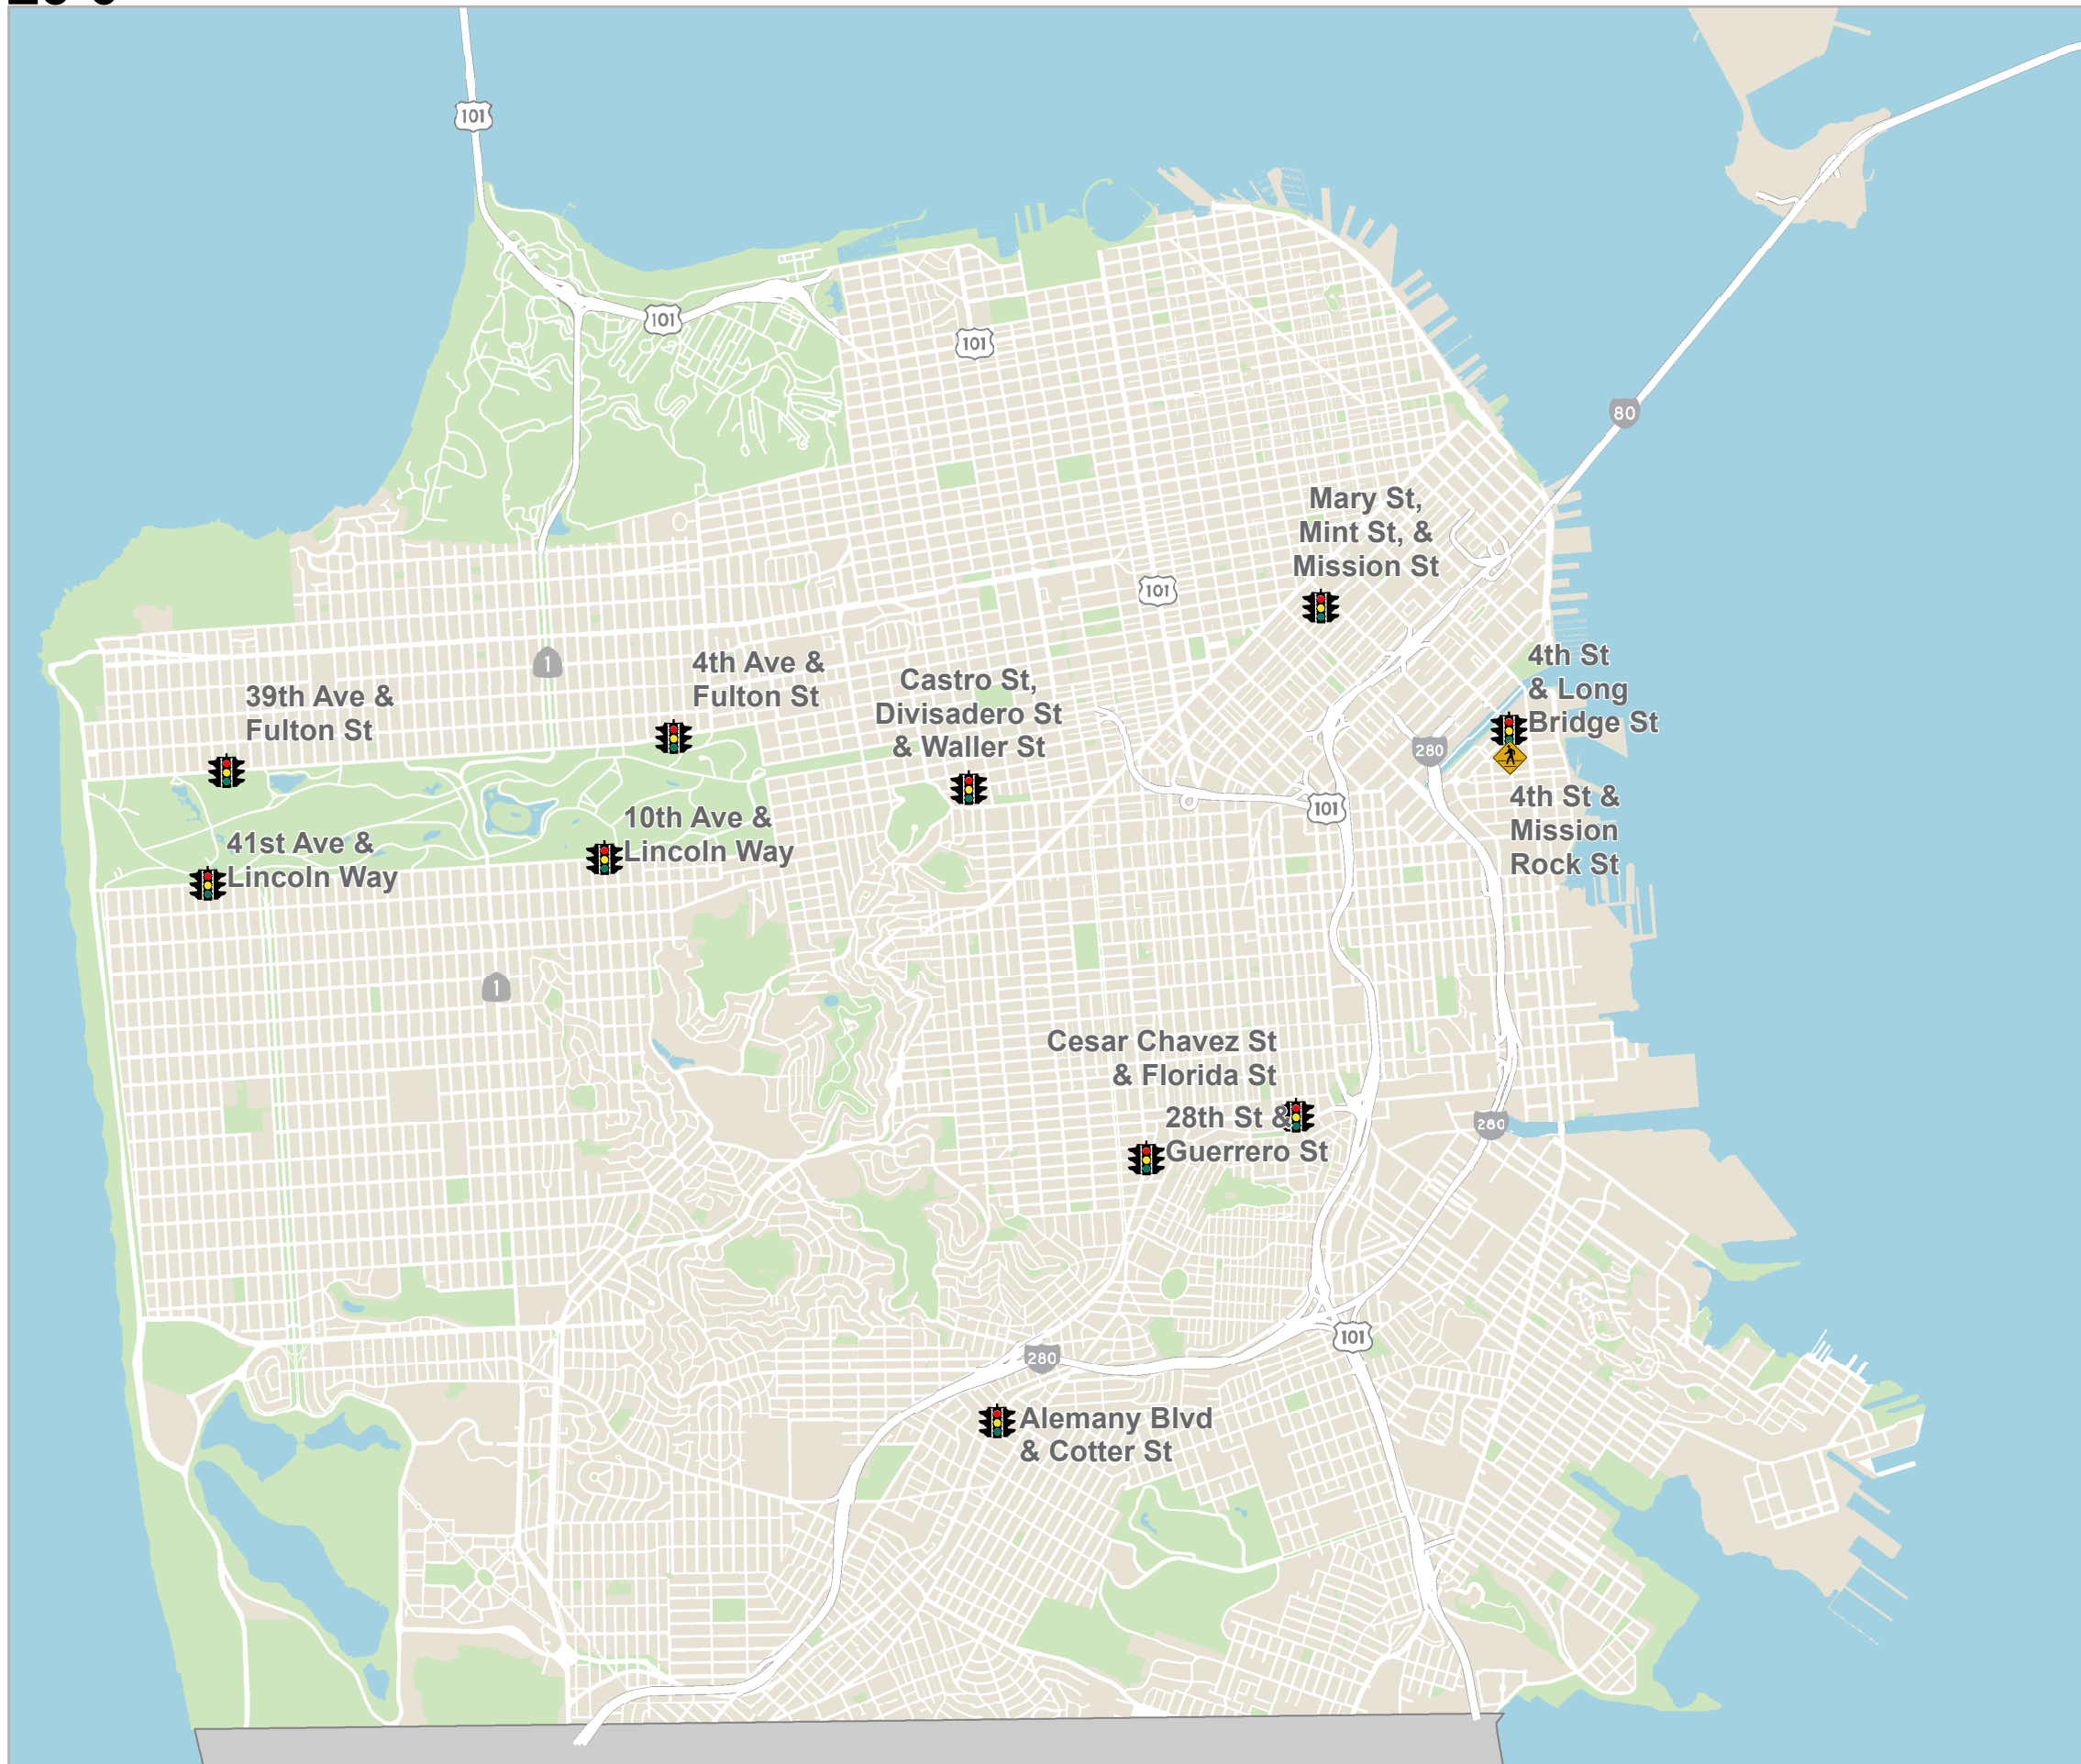 101
101
101
80
Mary St,
Mint St, &
Mission St
101
1
4th Ave &
Fulton St
39th Ave &
Fulton St
Castro St,
Divisadero St
& Waller St
4th St
& Long
Bridge St
280
101
4th St &
Mission
Rock St
10th Ave &
Lincoln Way
41st Ave &
Lincoln Way
1
Cesar Chavez St
& Florida St
28th St &
Guerrero St
280
101
280
Alemany Blvd
& Cotter St